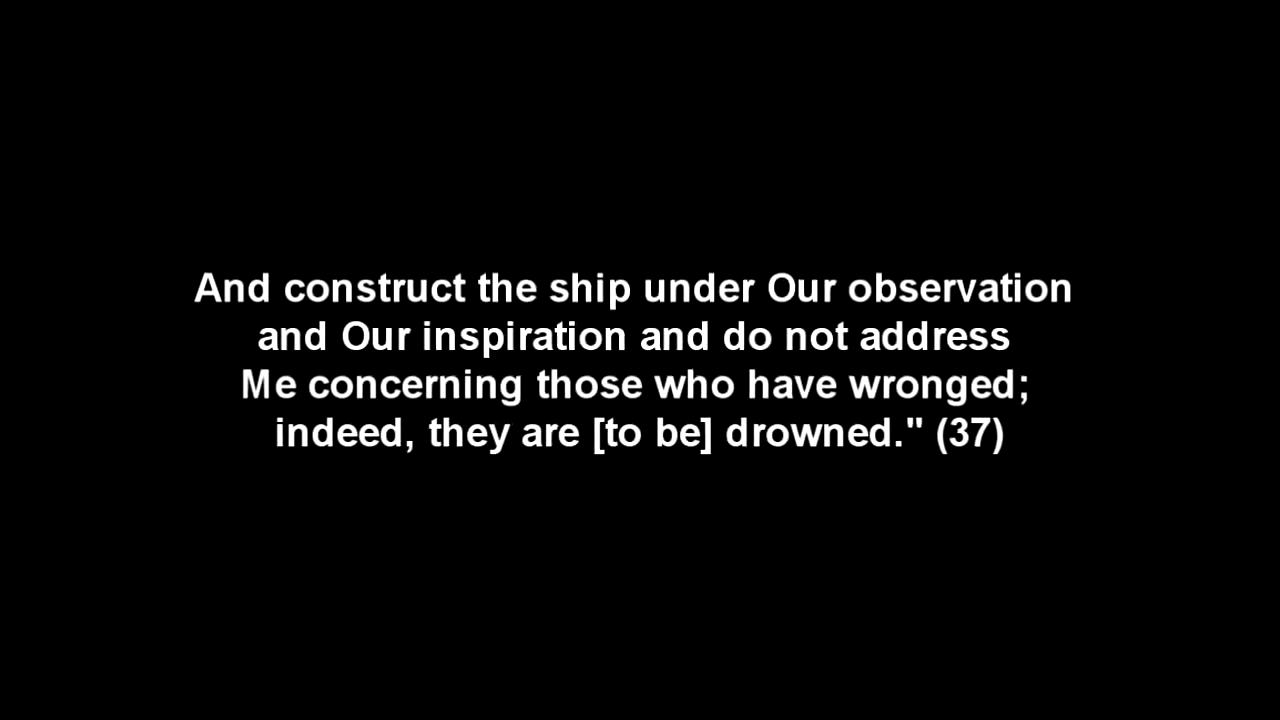 And construct the ship under Our observation
and Our inspiration and do not address
Me concerning those who have wronged;
indeed, they are [to be] drowned." (37)